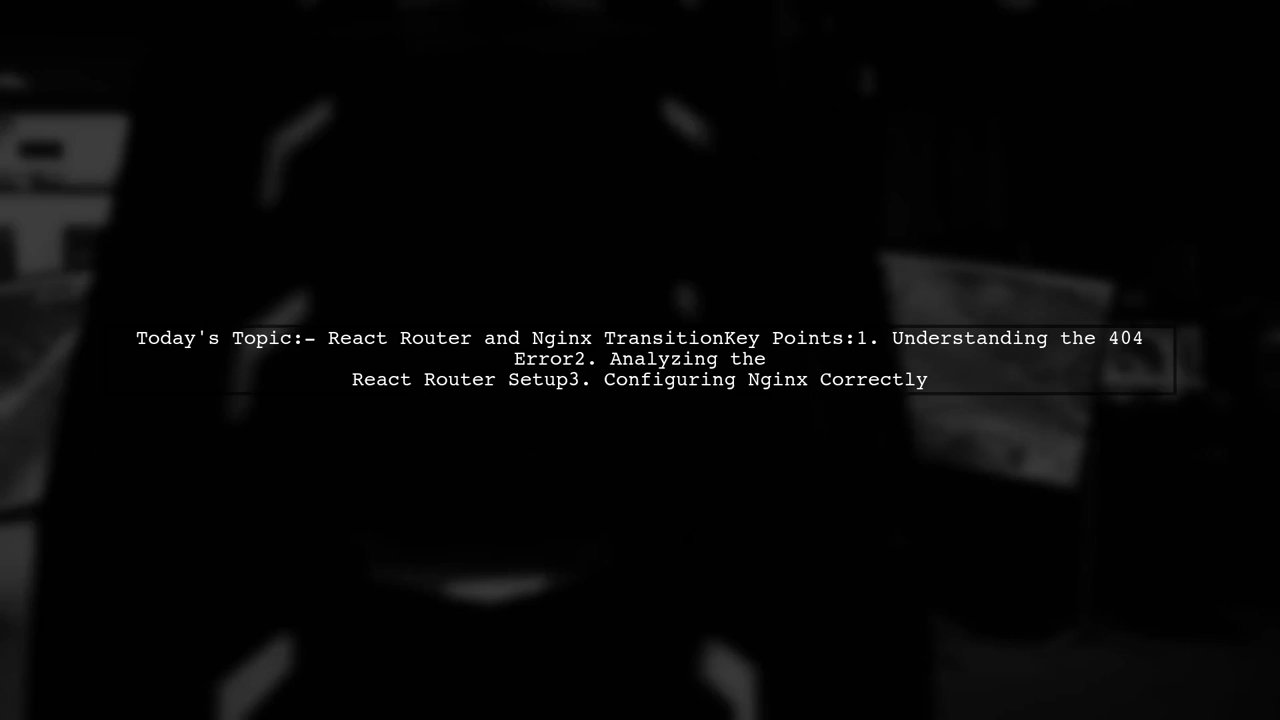 Today's Topic:– React Router and Nginx TransitionKey Points:1. Understanding the 404
Error2. Analyzing the
React Router Setup3. Configuring Nginx Correctly